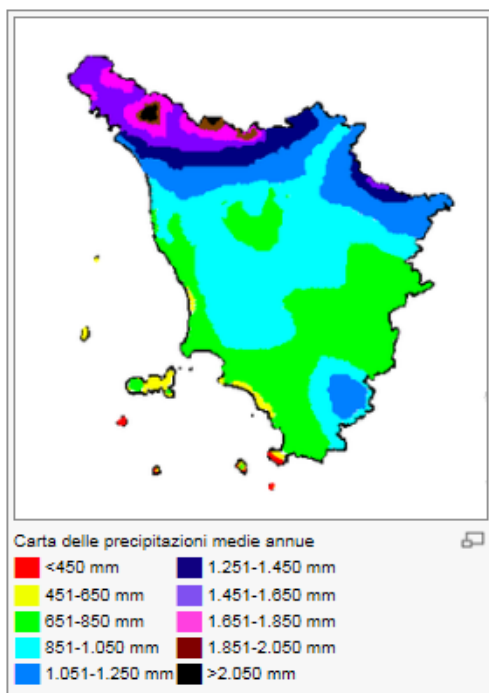 Carta delle precipitazioni medie annue
<450 mm 1.251-1.450 mm
451-650 mm 1.451-1.650 mm
651-850 mm 1.651-1.850 mm
851-1.050 mm 1.851-2.050 mm
1.051-1.250 mm >2.050 mm